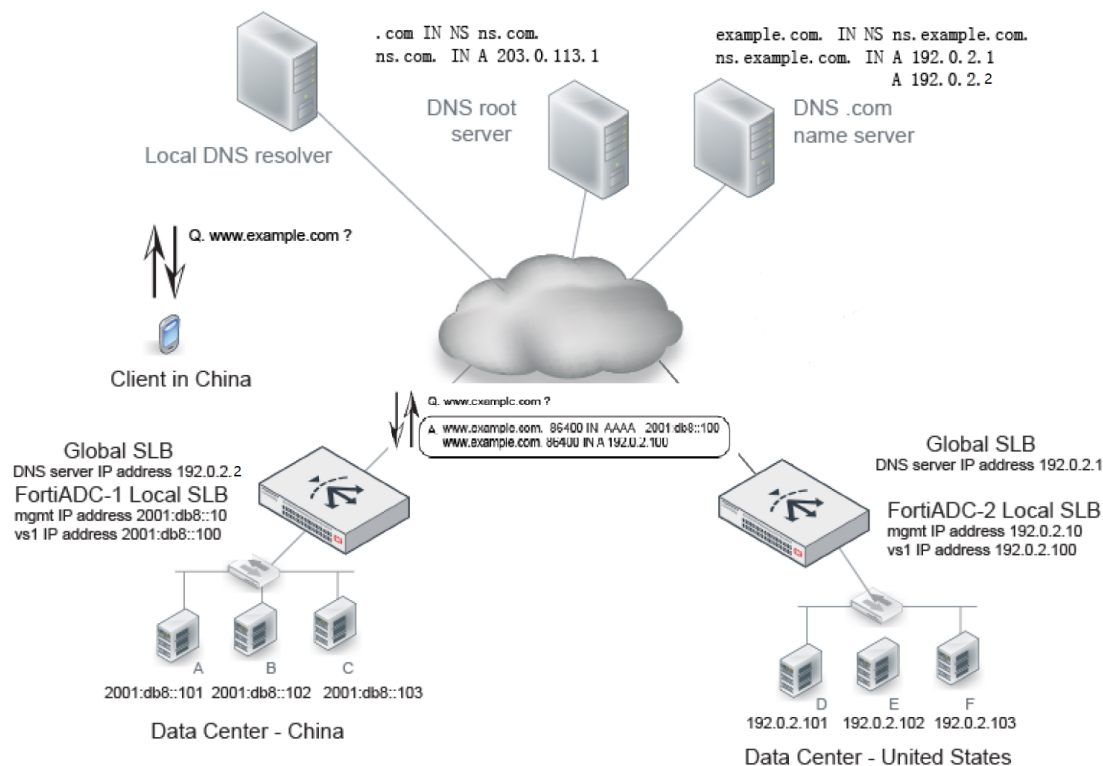 .com IN NS ns.com.
ns.com. IN A 203.0.113.1
example.com. IN NS ns.example.com.
ns.example.com. IN A 192.0.2.1
A 192.0.2.2
Local DNS resolver
DNS root
server
DNS .com
name server
Q. www.example.com ?
Client in China
Q. www.example.com ?
A. www.example.com. 86400 IN AAAA 2001:db8::100
www.example.com. 86400 IN A 192.0.2.100
Global SLB
DNS server IP address 192.0.2.2
FortiADC-1 Local SLB
mgmt IP address 2001:db8::10
vs1 IP address 2001:db8::100
Global SLB
DNS server IP address 192.0.2.1
FortiADC-2 Local SLB
mgmt IP address 192.0.2.10
vs1 IP address 192.0.2.100
A B C
2001:db8::101 2001:db8::102 2001:db8::103
Data Center - China
D E F
192.0.2.101 192.0.2.102 192.0.2.103
Data Center - United States